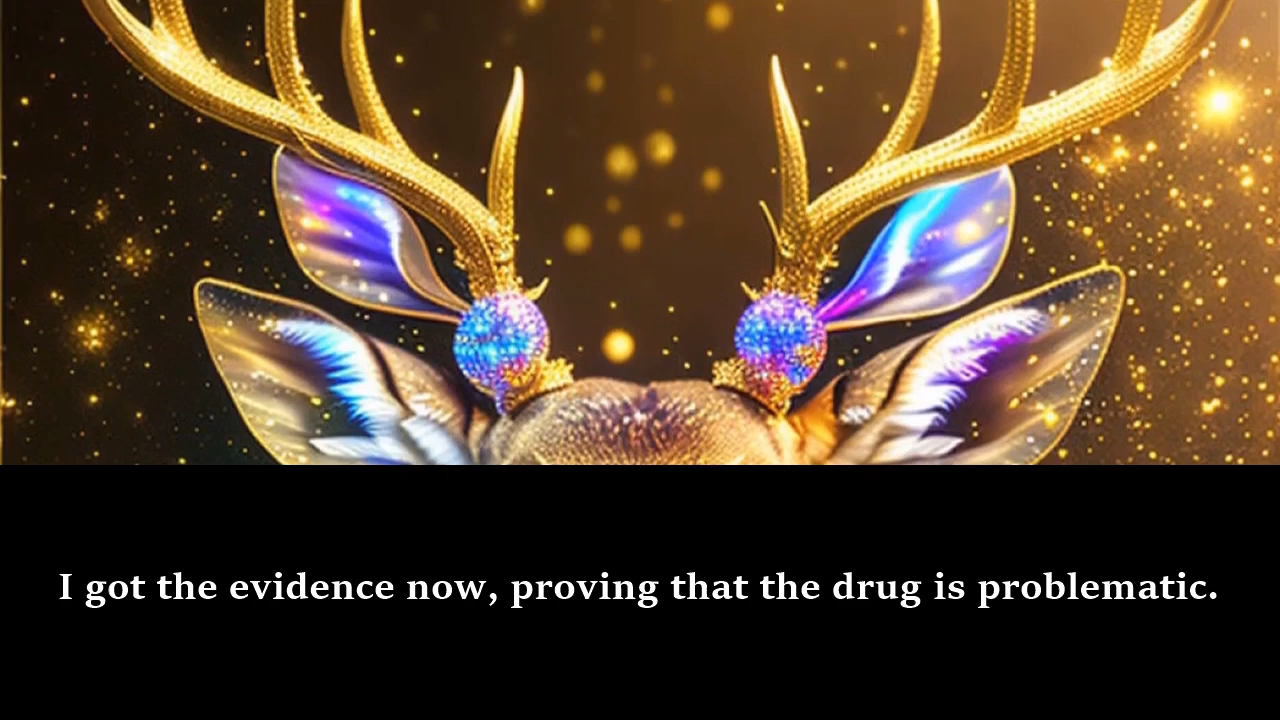 I got the evidence now, proving that the drug is problematic.